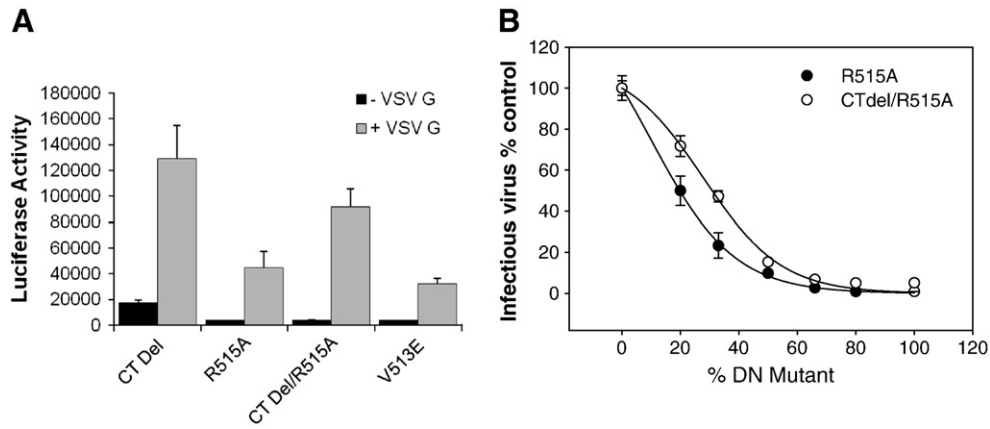 A
180000
160000
140000
120000
100000
80000
60000
40000
20000
0
Luciferase Activity
- VSV G
+ VSV G
CT Del
R515A
CT Del/R515A
V513E
B
120
100
80
60
40
20
0
Infectious virus % control
R515A
CTdel/R515A
0 20 40 60 80 100 120
% DN Mutant